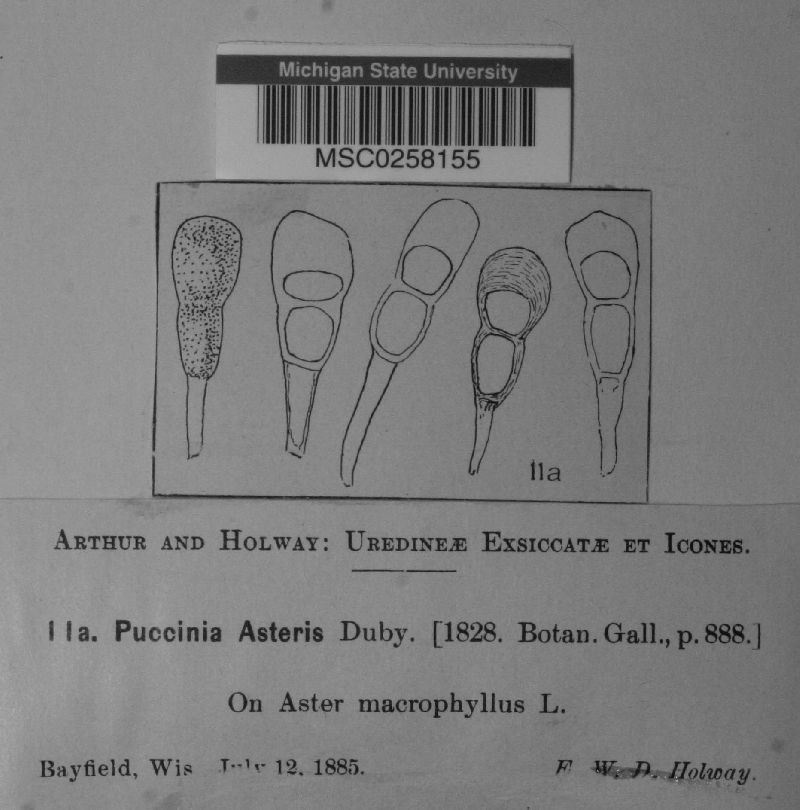 Michigan State University
MSC0258155
11a
ARTHUR AND HOLWAY: UREDINEÆ EXSICCATÆ ET ICONES.
11a. Puccinia Asteris Duby. [1828. Botan. Gall., p. 888.]
On Aster macrophyllus L.
Bayfield, Wis July 12, 1885. E. W. D. Holway.